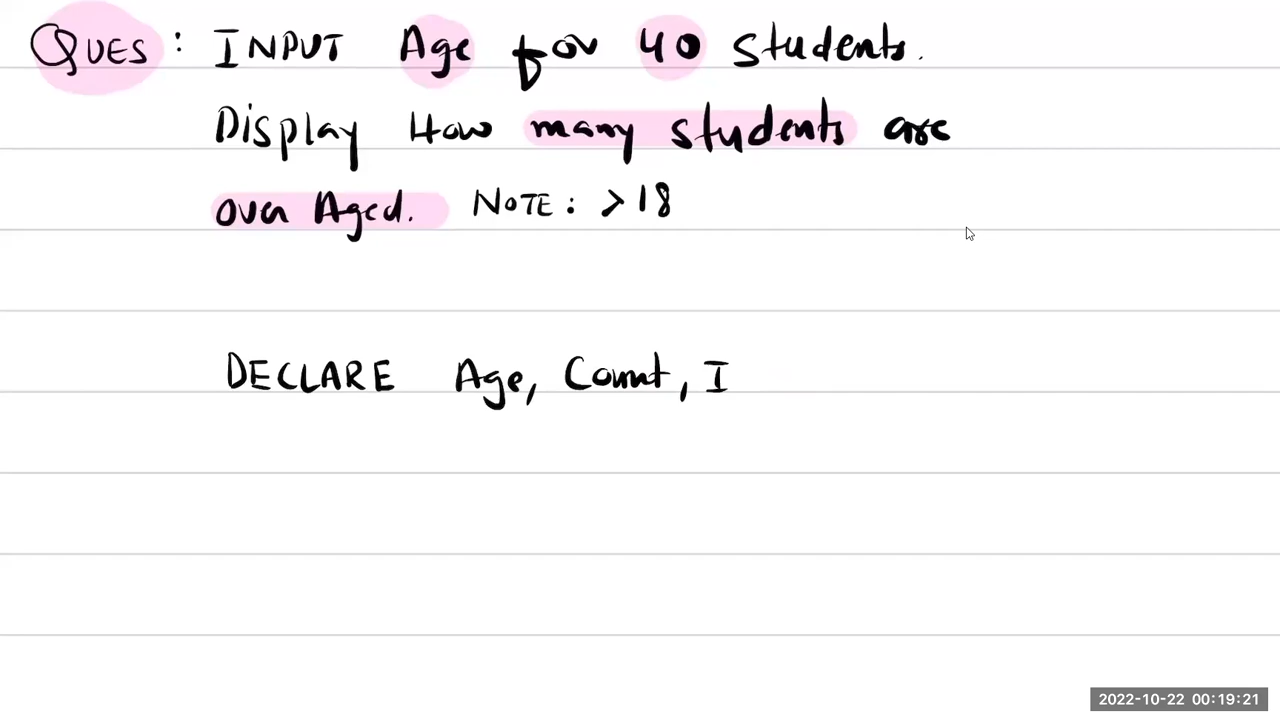 QUES : INPUT Age for 40 students.
Display How many students are
over Aged. NOTE : >18
DECLARE Age, Count, I
2022-10-22 00:19:21